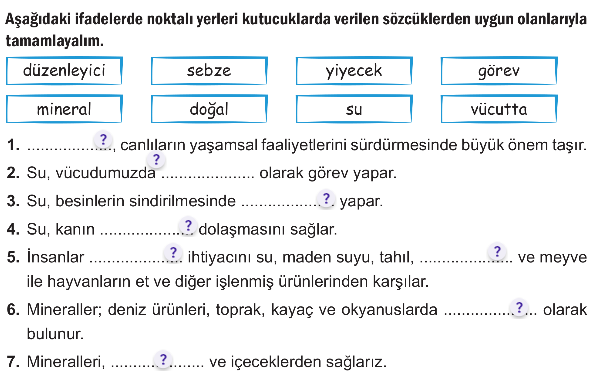 Aşağıdaki ifadelerde noktalı yerleri kutucuklarda verilen sözcüklerden uygun olanlarıyla
tamamlayalım.
düzenleyici sebze yiyecek görev
mineral doğal su vücutta
1. .................... ?, canlıların yaşamsal faaliyetlerini sürdürmesinde büyük önem taşır.
2. Su, vücudumuzda ? ..................... olarak görev yapar.
3. Su, besinlerin sindirilmesinde ..................?.. yapar.
4. Su, kanın .................... ? dolaşmasını sağlar.
5. İnsanlar .................. ? ihtiyacını su, maden suyu, tahıl, .................. ?.. ve meyve
ile hayvanların et ve diğer işlenmiş ürünlerinden karşılar.
6. Mineraller; deniz ürünleri, toprak, kayaç ve okyanuslarda ................?... olarak
bulunur.
7. Mineralleri, ..........?........ ve içeceklerden sağlarız.